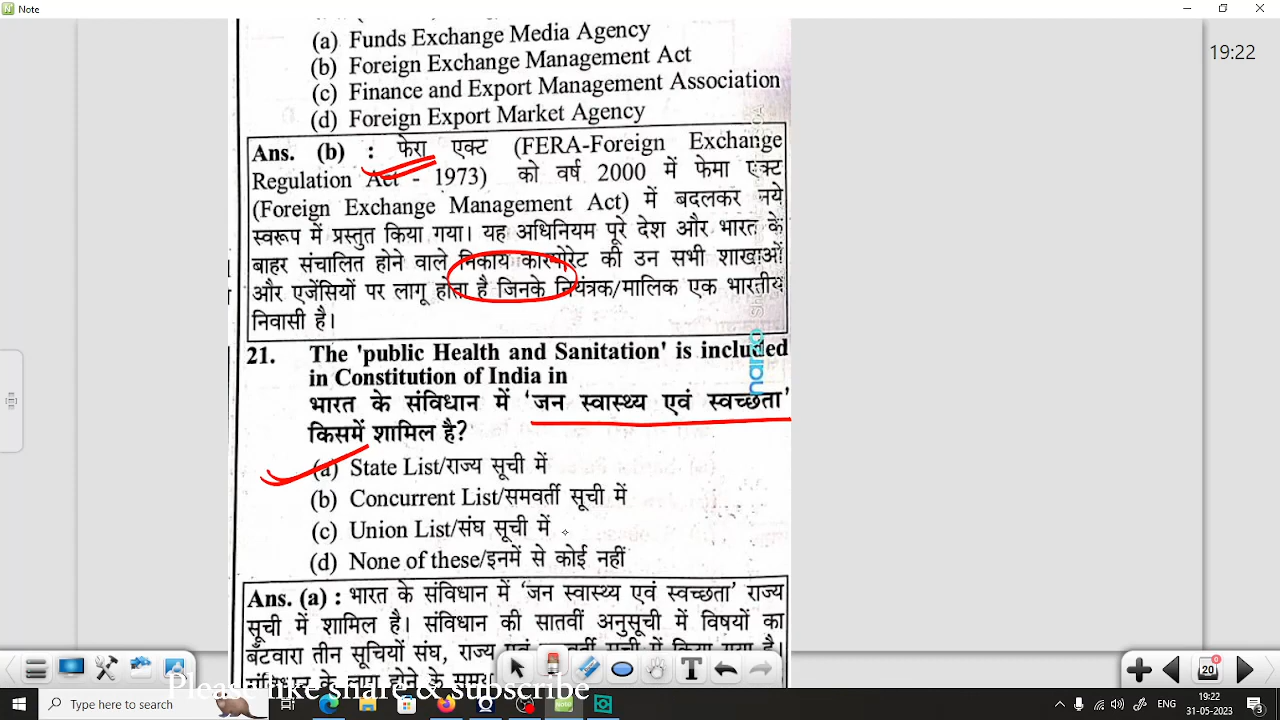 Note
19:22
(a) Funds Exchange Media Agency
(b) Foreign Exchange Management Act
(c) Finance and Export Management Association
(d) Foreign Export Market Agency
Ans. (b) : फेरा एक्ट (FERA-Foreign Exchange
Regulation Act - 1973) को वर्ष 2000 में फेमा एक्ट
(Foreign Exchange Management Act) में बदलकर नये
स्वरूप में प्रस्तुत किया गया। यह अधिनियम पूरे देश और भारत के
बाहर संचालित होने वाले निकाय कारपोरेट की उन सभी शाखाओं
और एजेंसियों पर लागू होता है जिनके नियंत्रक/मालिक एक भारतीय
निवासी है।
21. The 'public Health and Sanitation' is included
in Constitution of India in
भारत के संविधान में ‘जन स्वास्थ्य एवं स्वच्छता’
किसमें शामिल है?
(a) State List/राज्य सूची में
(b) Concurrent List/समवर्ती सूची में
(c) Union List/संघ सूची में
(d) None of these/इनमें से कोई नहीं
Ans. (a) : भारत के संविधान में ‘जन स्वास्थ्य एवं स्वच्छता’ राज्य
सूची में शामिल है। संविधान की सातवीं अनुसूची में विषयों का
बँटवारा तीन सूचियों संघ, राज्य एवं समवर्ती सूची में किया गया है।
के लागू होने के समय
Please like share & subscribe
20
Type here to search
ENG
19:22
31-05-2023